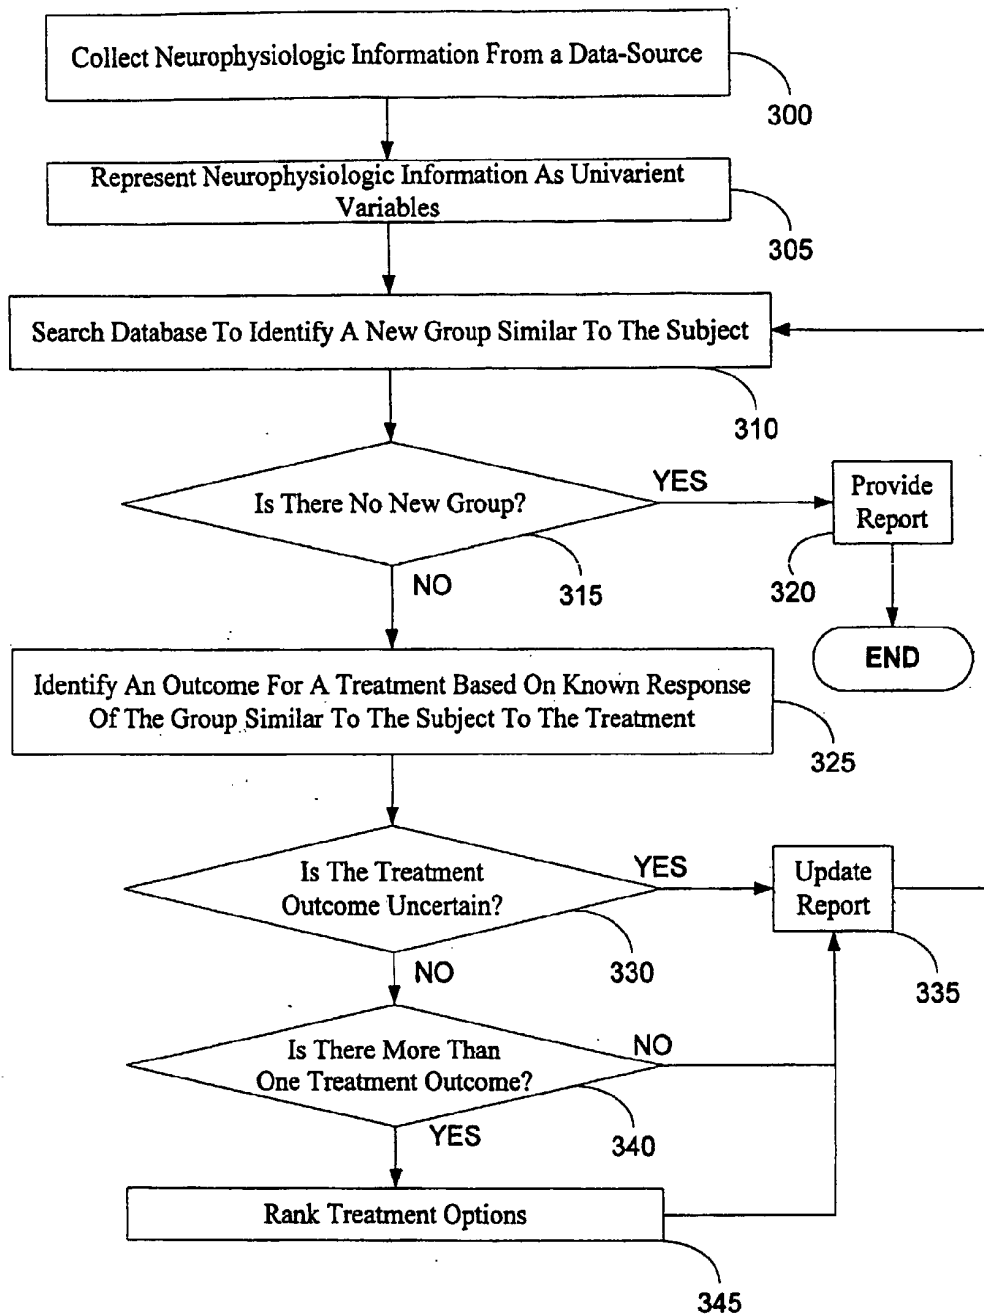 Collect Neurophysiologic Information From a Data-Source
300
Represent Neurophysiologic Information As Univarient
Variables
305
Search Database To Identify A New Group Similar To The Subject
310
Is There No New Group?
YES
Provide
Report
315
320
NO
END
Identify An Outcome For A Treatment Based On Known Response
Of The Group Similar To The Subject To The Treatment
325
Is The Treatment
Outcome Uncertain?
YES
Update
Report
330
335
NO
Is There More Than
One Treatment Outcome?
NO
340
YES
Rank Treatment Options
345